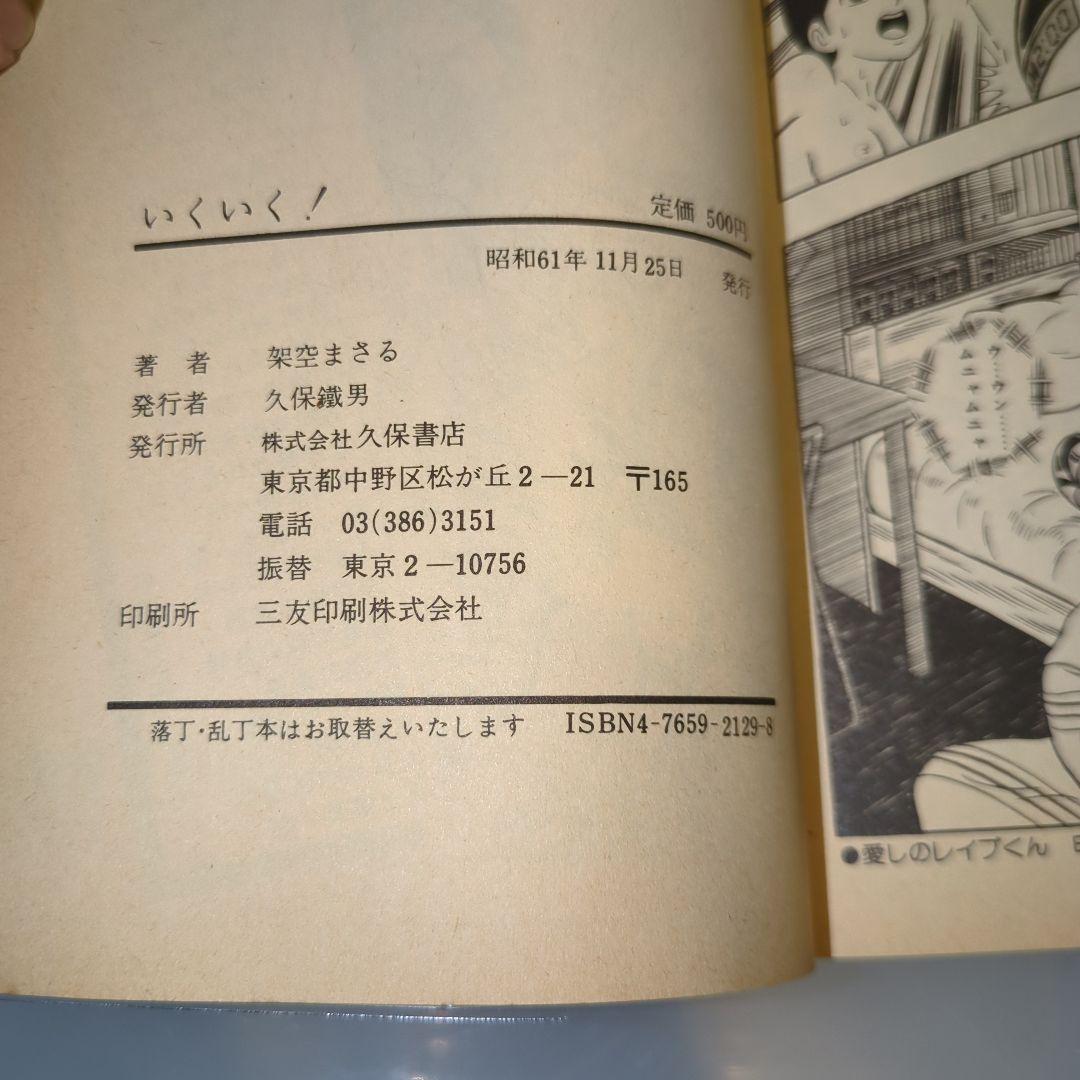 いくいく！
定価 500円
昭和61年 11月 25日 発行
著 者 架空まさる
発行者 久保鐵男
発行所 株式会社久保書店
東京都中野区松が丘2―21 〒165
電話 03(386)3151
振替 東京2―10756
印刷所 三友印刷株式会社
落丁・乱丁本はお取替えいたします ISBN4-7659-2129-8
ウ…ウン……
ムニャムニャ
●愛しのレイプくん